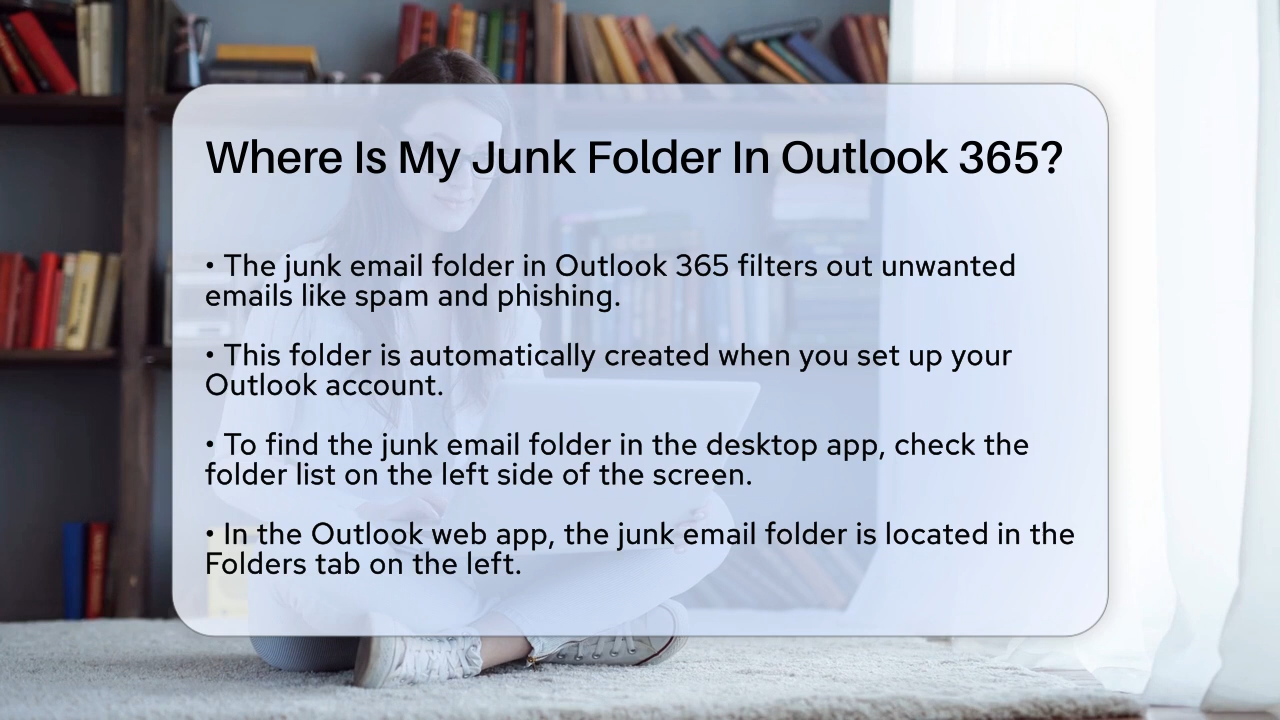 Where Is My Junk Folder In Outlook 365?
• The junk email folder in Outlook 365 filters out unwanted
emails like spam and phishing.
• This folder is automatically created when you set up your
Outlook account.
• To find the junk email folder in the desktop app, check the
folder list on the left side of the screen.
• In the Outlook web app, the junk email folder is located in the
Folders tab on the left.